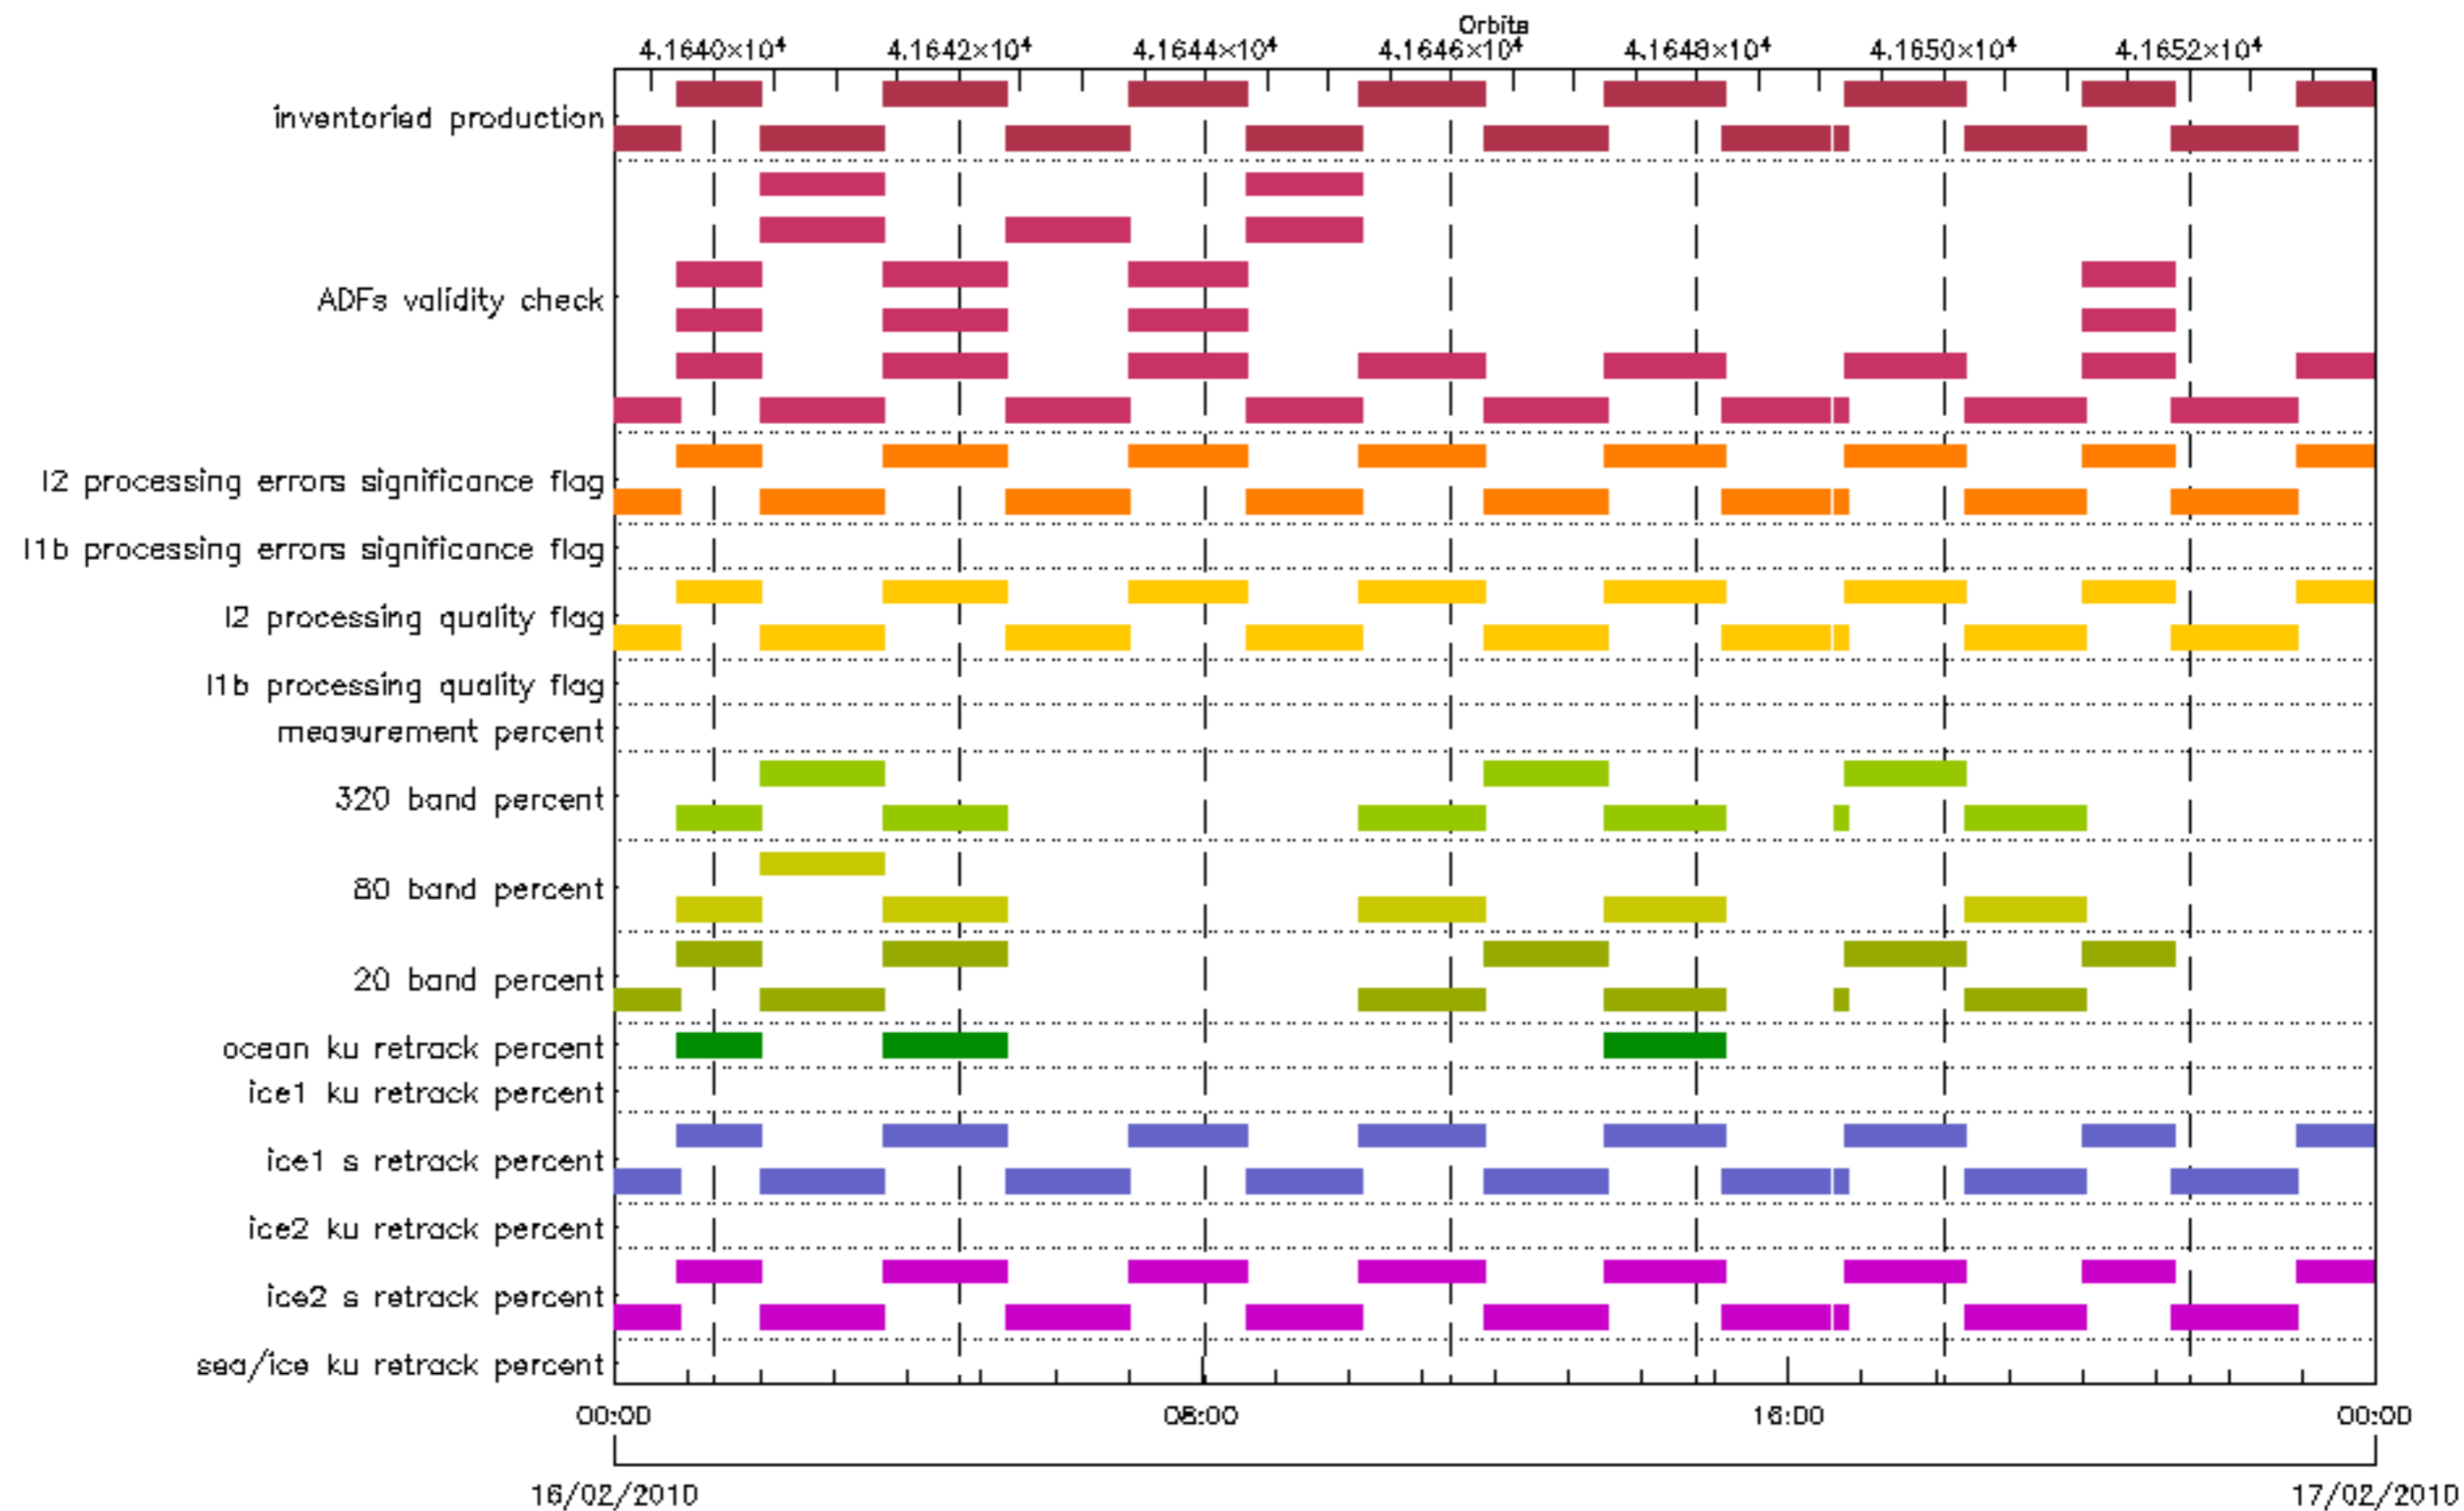 Orbits
4.1640×10⁴ 4.1642×10⁴ 4.1644×10⁴ 4.1646×10⁴ 4.1648×10⁴ 4.1650×10⁴ 4.1652×10⁴
inventoried production
ADFs validity check
l2 processing errors significance flag
l1b processing errors significance flag
l2 processing quality flag
l1b processing quality flag
measurement percent
320 band percent
80 band percent
20 band percent
ocean ku retrack percent
ice1 ku retrack percent
ice1 s retrack percent
ice2 ku retrack percent
ice2 s retrack percent
sea/ice ku retrack percent
00:00 08:00 16:00 00:00
16/02/2010 17/02/2010